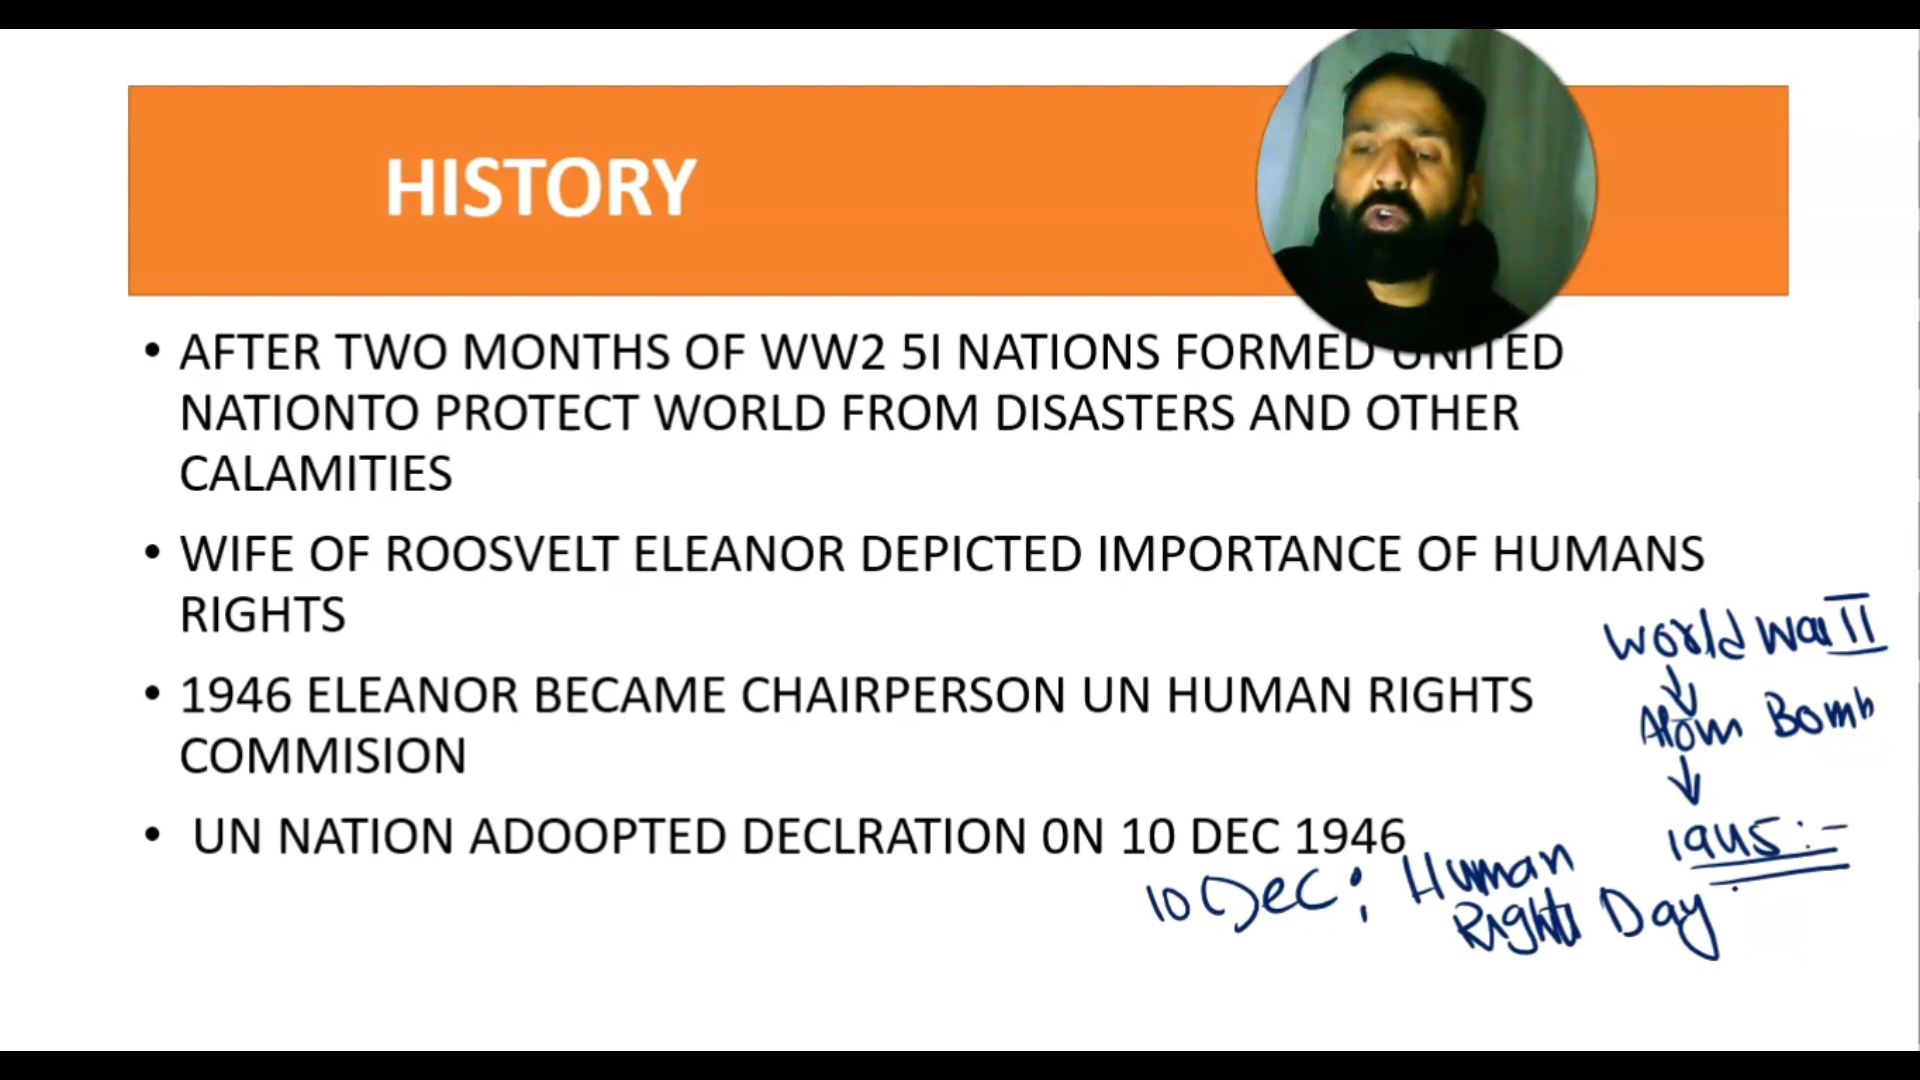 HISTORY
• AFTER TWO MONTHS OF WW2 5I NATIONS FORMED UNITED
NATIONTO PROTECT WORLD FROM DISASTERS AND OTHER
CALAMITIES
• WIFE OF ROOSVELT ELEANOR DEPICTED IMPORTANCE OF HUMANS
RIGHTS
• 1946 ELEANOR BECAME CHAIRPERSON UN HUMAN RIGHTS
COMMISION
• UN NATION ADOOPTED DECLRATION 0N 10 DEC 1946
World War II
↓
Atom Bomb
↓
1945:-
10 Dec: Human
Rights Day